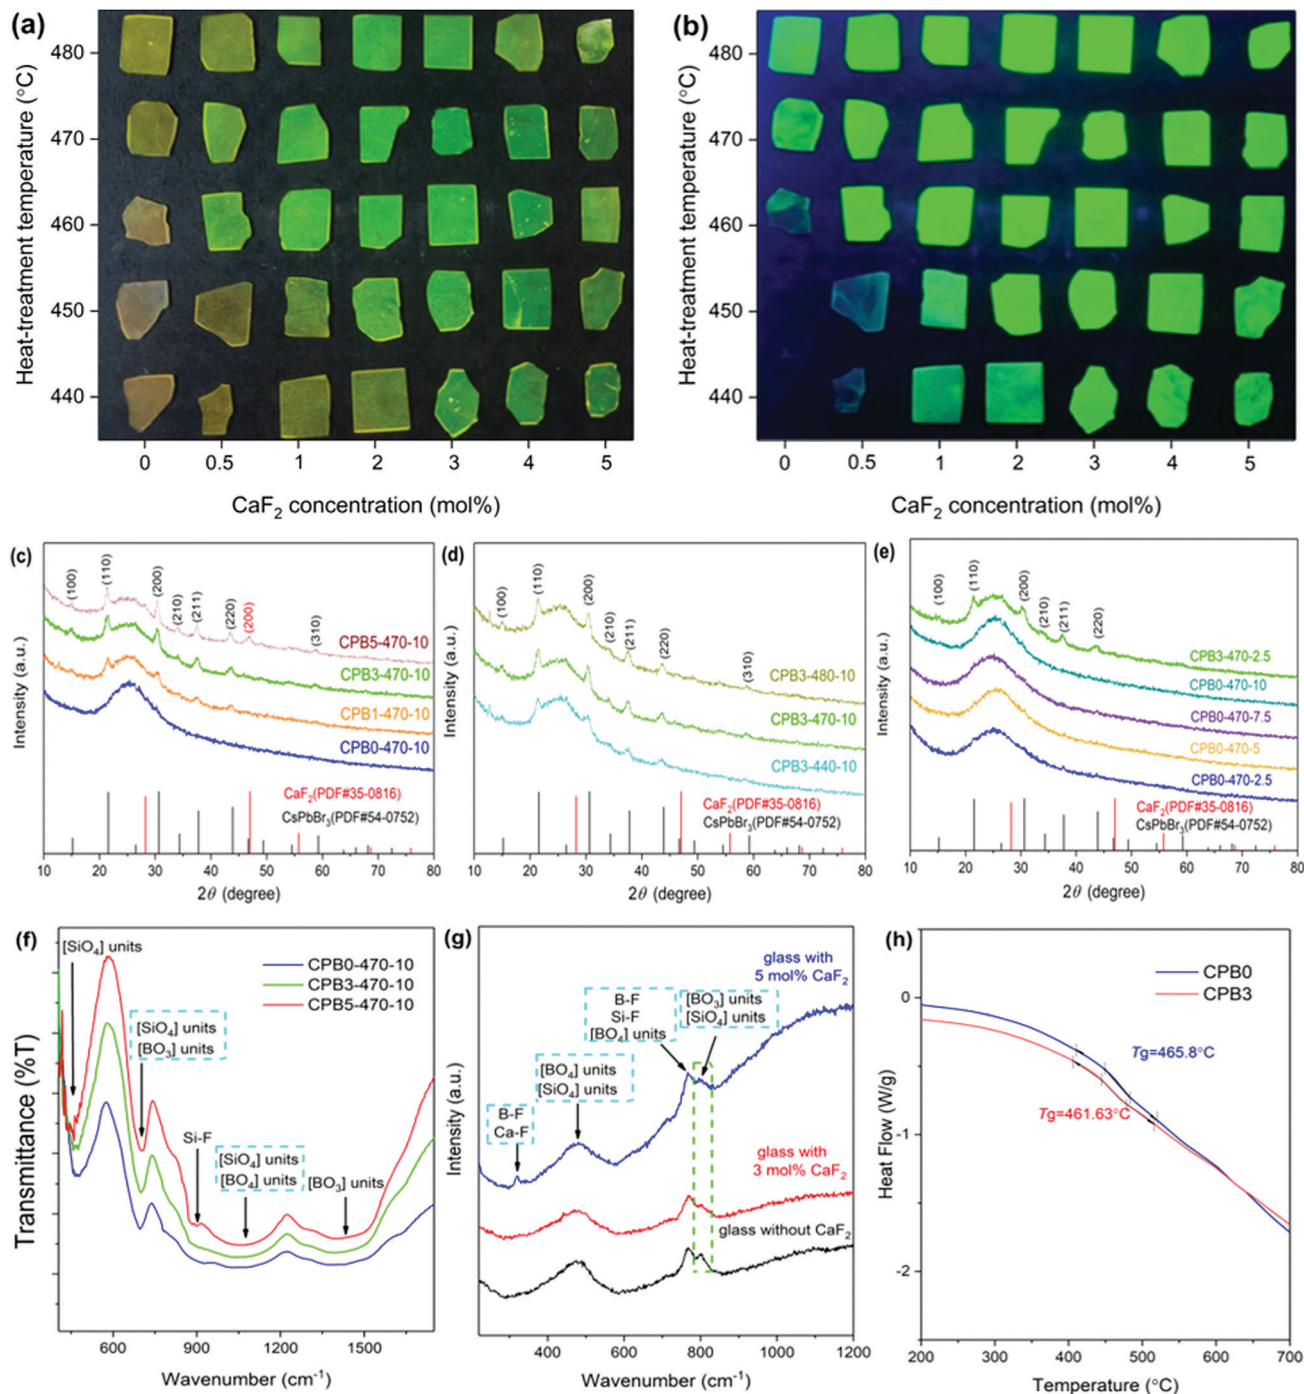 (a)
Heat-treatment temperature (°C)
480
470
460
450
440
0 0.5 1 2 3 4 5
CaF2 concentration (mol%)
(b)
Heat-treatment temperature (°C)
480
470
460
450
440
0 0.5 1 2 3 4 5
CaF2 concentration (mol%)
(c)
Intensity (a.u.)
(100)
(110)
(200)
(210)
(211)
(220)
(200)
(310)
CPB5-470-10
CPB3-470-10
CPB1-470-10
CPB0-470-10
CaF2(PDF#35-0816)
CsPbBr3(PDF#54-0752)
10 20 30 40 50 60 70 80
2θ (degree)
(d)
Intensity (a.u.)
(100)
(110)
(200)
(210)
(211)
(220)
(310)
CPB3-480-10
CPB3-470-10
CPB3-440-10
CaF2(PDF#35-0816)
CsPbBr3(PDF#54-0752)
10 20 30 40 50 60 70 80
2θ (degree)
(e)
Intensity (a.u.)
(100)
(110)
(200)
(210)
(211)
(220)
CPB3-470-2.5
CPB0-470-10
CPB0-470-7.5
CPB0-470-5
CPB0-470-2.5
CaF2(PDF#35-0816)
CsPbBr3(PDF#54-0752)
10 20 30 40 50 60 70 80
2θ (degree)
(f)
Transmittance (%T)
[SiO4] units
CPB0-470-10
CPB3-470-10
CPB5-470-10
[SiO4] units
[BO3] units
Si-F
[SiO4] units
[BO4] units
[BO3] units
600 900 1200 1500
Wavenumber (cm-1)
(g)
Intensity (a.u.)
glass with
5 mol% CaF2
B-F
Si-F
[BO4] units
[BO3] units
[SiO4] units
[BO4] units
[SiO4] units
B-F
Ca-F
glass with
3 mol% CaF2
glass without CaF2
400 600 800 1000 1200
Wavenumber (cm-1)
(h)
Heat Flow (W/g)
CPB0
CPB3
0
-1
-2
Tg=465.8°C
Tg=461.63°C
200 300 400 500 600 700
Temperature (°C)